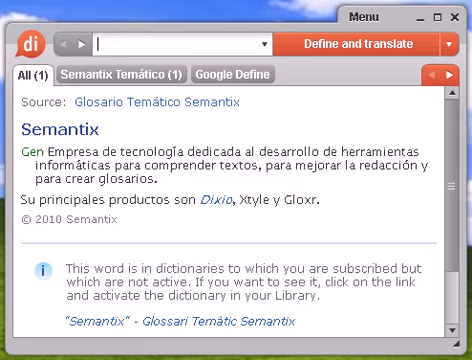 Menu
di
Define and translate
All (1) Semantix Temático (1) Google Define
Source: Glosario Temático Semantix
Semantix
Gen Empresa de tecnología dedicada al desarrollo de herramientas
informáticas para comprender textos, para mejorar la redacción y
para crear glosarios.
Su principales productos son Dixio, Xtyle y Gloxr.
© 2010 Semantix
i
This word is in dictionaries to which you are subscribed but
which are not active. If you want to see it, click on the link
and activate the dictionary in your Library.
"Semantix" - Glossari Temàtic Semantix